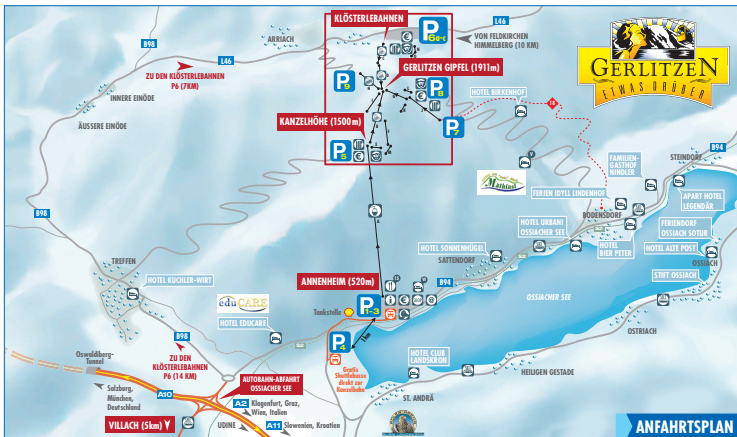 KLÖSTERLEBAHNEN
P
6a-c
L46
VON FELDKIRCHEN
HIMMELBERG (10 KM)
ARRIACH
B98
L46
ZU DEN KLÖSTERLEBAHNEN
P6 (7KM)
INNERE EINÖDE
ÄUSSERE EINÖDE
GERLITZEN GIPFEL (1911m)
P
9
P
8
HOTEL BIRKENHOF
GERLITZEN
ETWAS DRÜBER
KANZELHÖHE (1500m)
P
7
P
5
B94
STEINDORF
FAMILIEN-
GASTHOF
HINDLER
FERIEN IDYLL LINDENHOF
APART HOTEL
LEGENDÄR
BODENSDORF
B98
HOTEL URBANI
OSSIACHER SEE
FERIENDORF
OSSIACH SOTUR
HOTEL
BIER PETER
HOTEL ALTE POST
OSSIACH
STIFT OSSIACH
HOTEL SONNENHÜGEL
SATTENDORF
TREFFEN
HOTEL KÜCHLER-WIRT
ANNENHEIM (520m)
B94
OSSIACHER SEE
eduCARE
HOTEL EDUCARE
Tankstelle
P
1-3
1km
OSTRIACH
B98
P
4
ZU DEN
KLÖSTERLEBAHNEN
P6 (14 KM)
Gratis
Shuttlebusse
direkt zur
Kanzelbahn
HOTEL CLUB
LANDSKRON
HEILIGEN GESTADE
Oswaldiberg-
Tunnel
AUTOBAHN-ABFAHRT
OSSIACHER SEE
Salzburg,
München,
Deutschland
A10
ST. ANDRÄ
A2 Klagenfurt, Graz,
Wien, Italien
VILLACH (5km)
UDINE
A11 Slowenien, Kroatien
ANFAHRTSPLAN